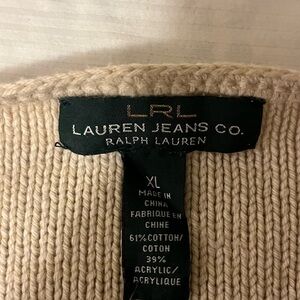 LRL
LAUREN JEANS CO.
RALPH LAUREN
XL
MADE IN
CHINA
FABRIQUE EN
CHINE
61% COTTON/
COTON
39%
ACRYLIC/
ACRYLIQUE